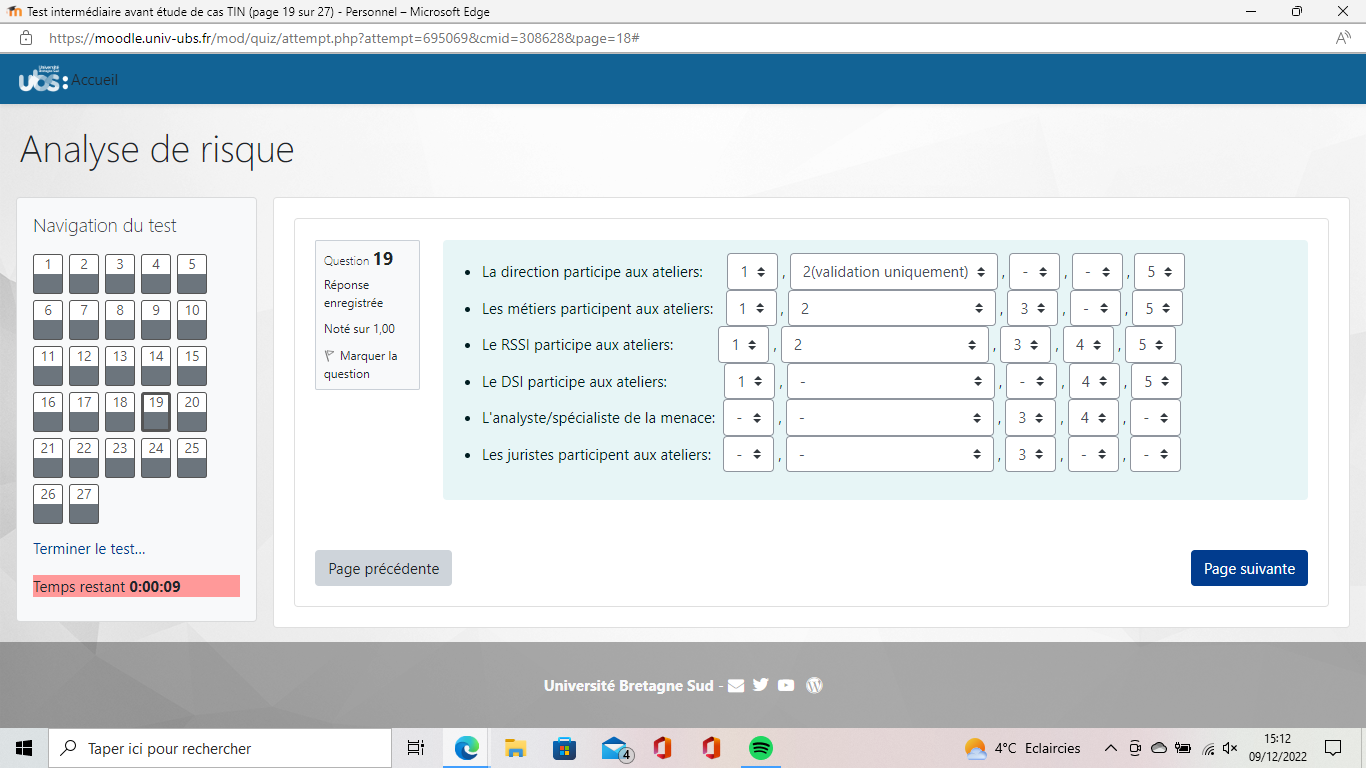 Test intermédiaire avant étude de cas TIN (page 19 sur 27) - Personnel – Microsoft Edge
https://moodle.univ-ubs.fr/mod/quiz/attempt.php?attempt=695069&cmid=308628&page=18#
ubs: Accueil
Analyse de risque
Navigation du test
1 2 3 4 5
6 7 8 9 10
11 12 13 14 15
16 17 18 19 20
21 22 23 24 25
26 27
Terminer le test...
Temps restant 0:00:09
Question 19
Réponse
enregistrée
Noté sur 1,00
Marquer la
question
• La direction participe aux ateliers: 1 , 2(validation uniquement) , - , - , 5
• Les métiers participent aux ateliers: 1 , 2 , 3 , - , 5
• Le RSSI participe aux ateliers: 1 , 2 , 3 , 4 , 5
• Le DSI participe aux ateliers: 1 , - , - , 4 , 5
• L'analyste/spécialiste de la menace: - , - , 3 , 4 , -
• Les juristes participent aux ateliers: - , - , 3 , - , -
Page précédente
Page suivante
Université Bretagne Sud -
Taper ici pour rechercher
4
4°C Eclaircies
15:12
09/12/2022